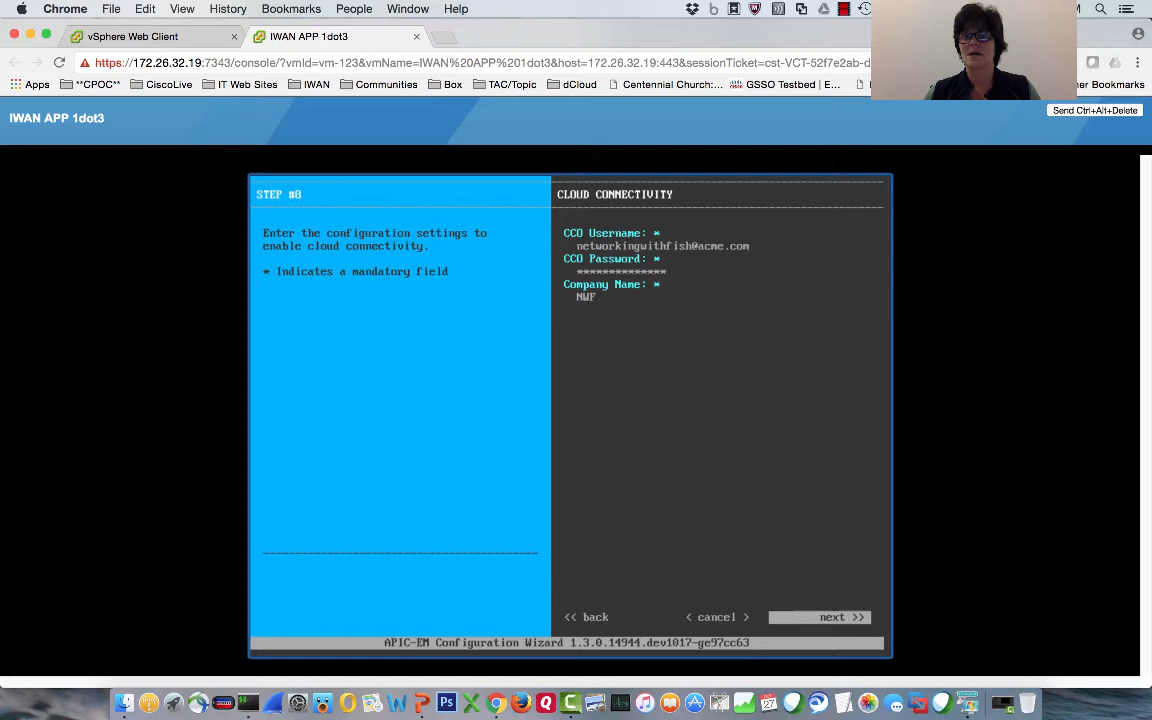 Chrome File Edit View History Bookmarks People Window Help
vSphere Web Client × IWAN APP 1dot3 ×
https://172.26.32.19:7343/console/?vmId=vm-123&vmName=IWAN%20APP%201dot3&host=172.26.32.19:443&sessionTicket=cst-VCT-52f7e2ab-d
Apps *CPOC* CiscoLive IT Web Sites IWAN Communities Box TAC/Topic dCloud Centennial Church:... GSSO Testbed | E... Bookmarks
IWAN APP 1dot3
Send Ctrl+Alt+Delete
STEP #8
Enter the configuration settings to
enable cloud connectivity.
* Indicates a mandatory field
CLOUD CONNECTIVITY
CCO Username: *
networkingwithfish@acme.com
CCO Password: *
**************
Company Name: *
NWF
<< back < cancel > next >>
APIC-EM Configuration Wizard 1.3.0.14944.dev1017-ge97cc63